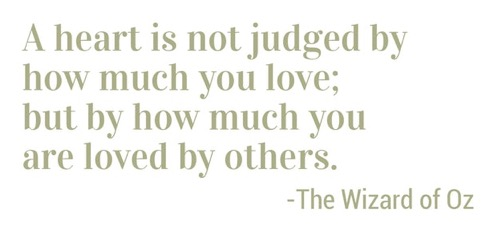 A heart is not judged by
how much you love;
but by how much you
are loved by others.
-The Wizard of Oz